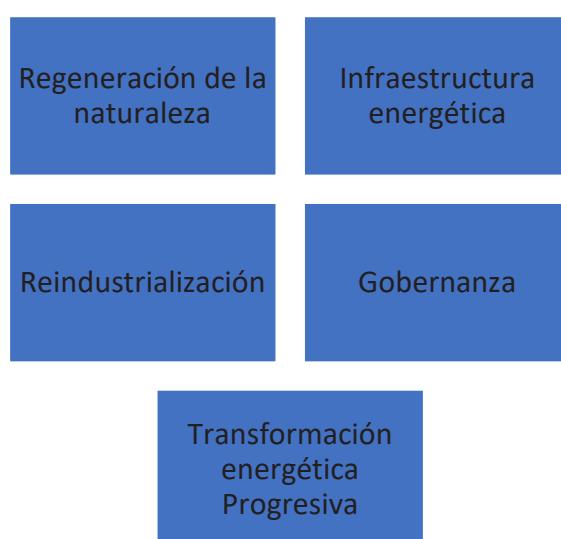 Regeneración de la
naturaleza
Infraestructura
energética
Reindustrialización
Gobernanza
Transformación
energética
Progresiva